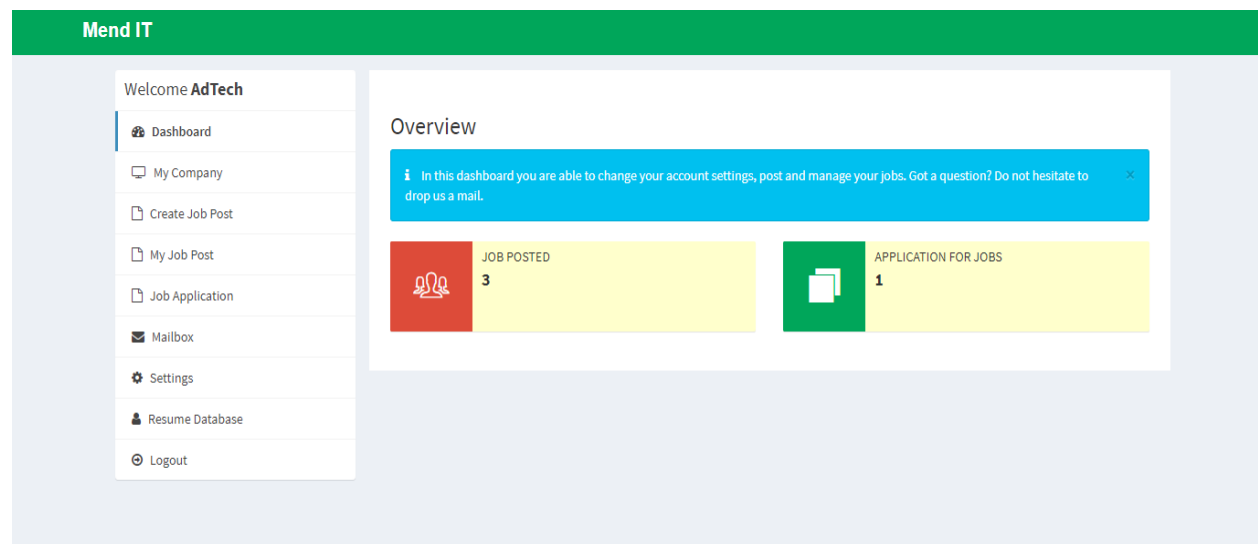 Mend IT
Welcome AdTech
Dashboard
My Company
Create Job Post
My Job Post
Job Application
Mailbox
Settings
Resume Database
Logout
Overview
In this dashboard you are able to change your account settings, post and manage your jobs. Got a question? Do not hesitate to
drop us a mail.
×
JOB POSTED
3
APPLICATION FOR JOBS
1